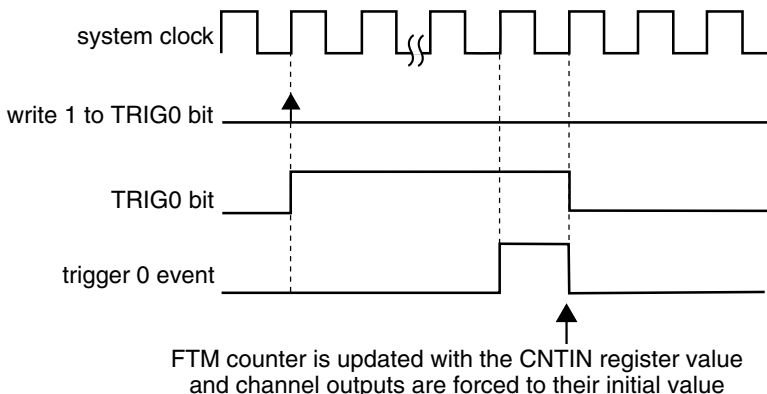 system clock
write 1 to TRIG0 bit
TRIG0 bit
trigger 0 event
FTM counter is updated with the CNTIN register value
and channel outputs are forced to their initial value